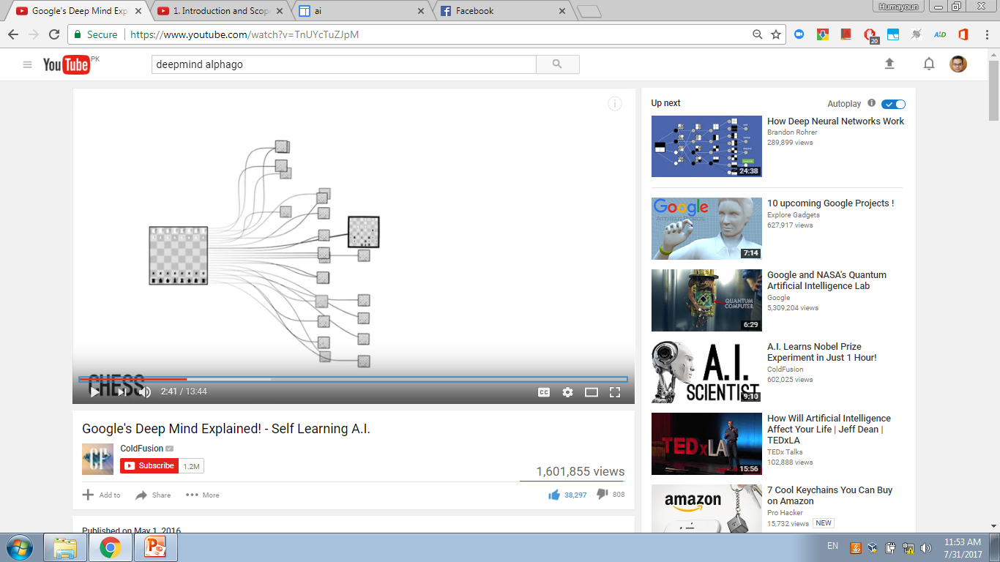 Google's Deep Mind Exp
1. Introduction and Scop
ai
Facebook
Humayoun
Secure
https://www.youtube.com/watch?v=TnUYcTuZJpM
20
YouTube PK
deepmind alphago
CHESS
2:41 / 13:44
CC
Google's Deep Mind Explained! - Self Learning A.I.
CF
ColdFusion
Subscribe 1.2M
1,601,855 views
Add to
Share
More
38,297
808
Published on May 1, 2016
Up next
Autoplay
24:38
How Deep Neural Networks Work
Brandon Rohrer
289,899 views
Google
Ambitious Projects
7:14
10 upcoming Google Projects !
Explore Gadgets
627,917 views
QUANTUM
COMPUTER
6:29
Google and NASA's Quantum
Artificial Intelligence Lab
Google
5,309,204 views
A.I.
SCIENTIST
9:10
A.I. Learns Nobel Prize
Experiment in Just 1 Hour!
ColdFusion
602,025 views
TEDxLA
15:56
How Will Artificial Intelligence
Affect Your Life | Jeff Dean |
TEDxLA
TEDx Talks
102,888 views
amazon
7 Cool Keychains You Can Buy
on Amazon
Pro Hacker
15,732 views NEW
EN
11:53 AM
7/31/2017